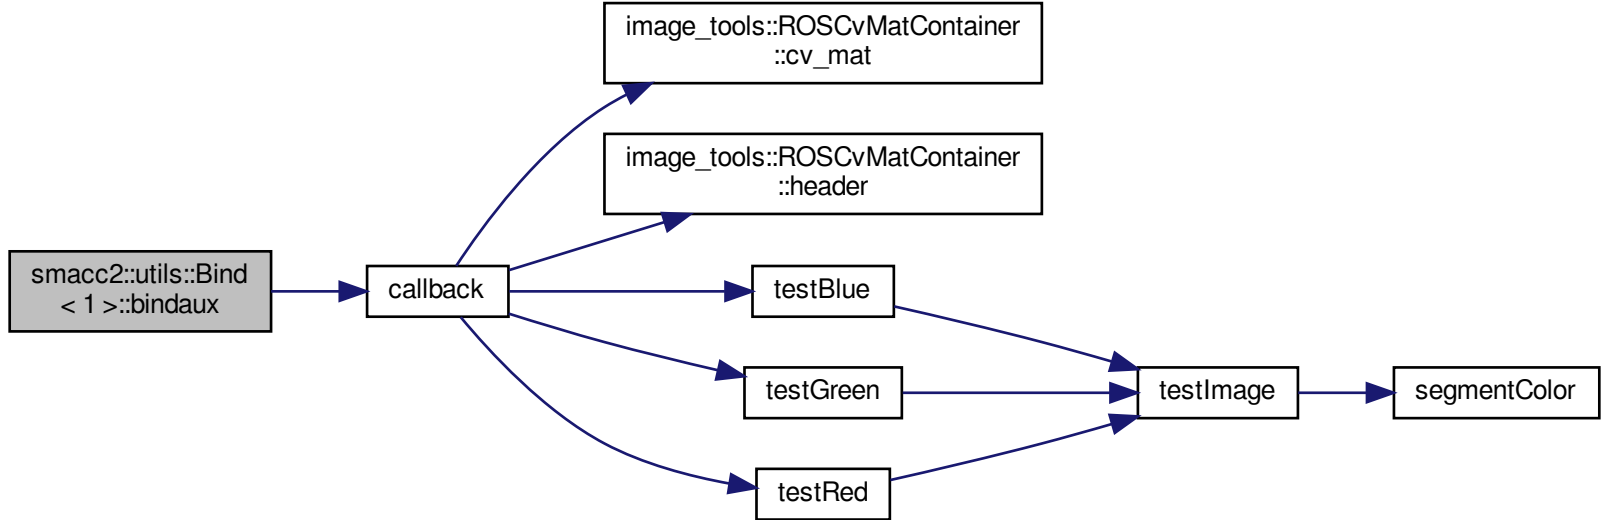 image_tools::ROSCvMatContainer
::cv_mat
image_tools::ROSCvMatContainer
::header
smacc2::utils::Bind
< 1 >::bindaux
callback
testBlue
testGreen
testImage
segmentColor
testRed